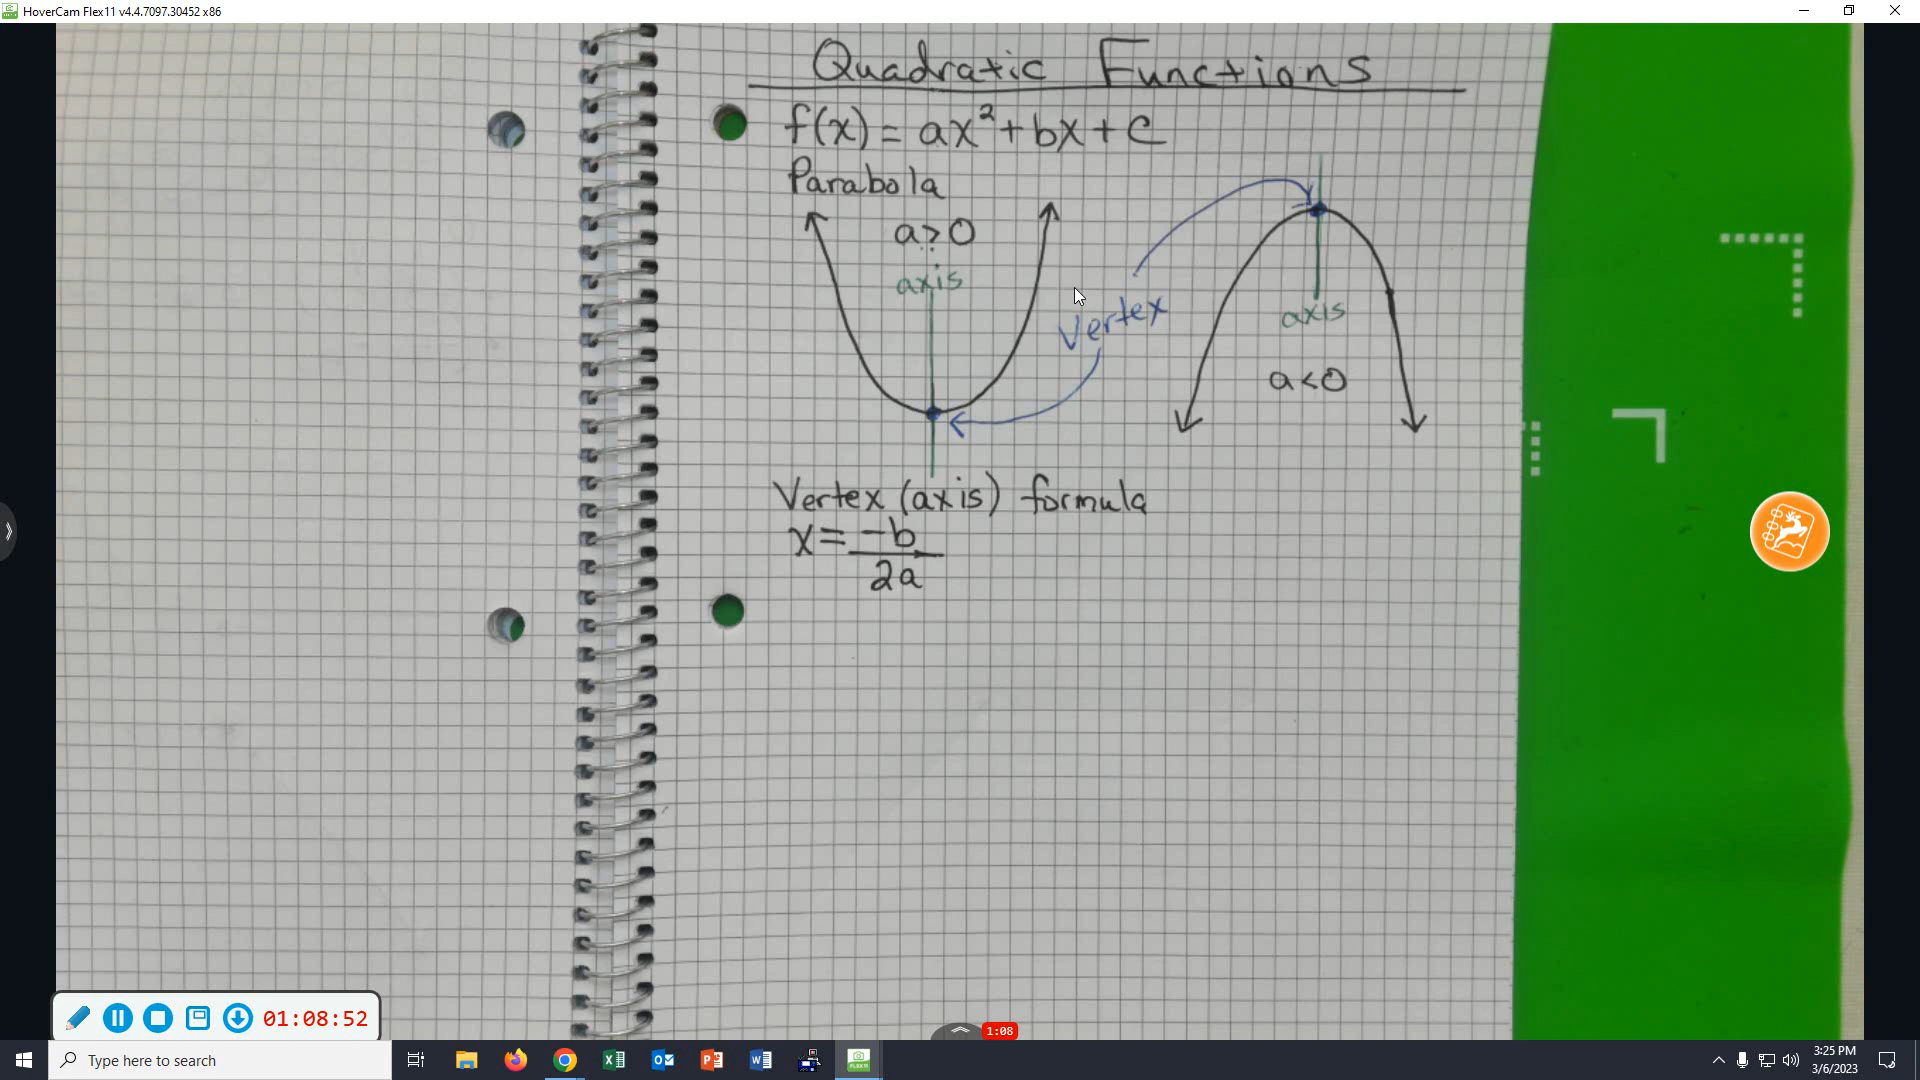 HoverCam Flex11 v4.4.7097.30452 x86
Quadratic Functions
f(x) = ax²+bx+c
Parabola
a>0
axis
Vertex
axis
a<0
Vertex (axis) formula
x = -b
2a
01:08:52
1:08
Type here to search
3:25 PM
3/6/2023